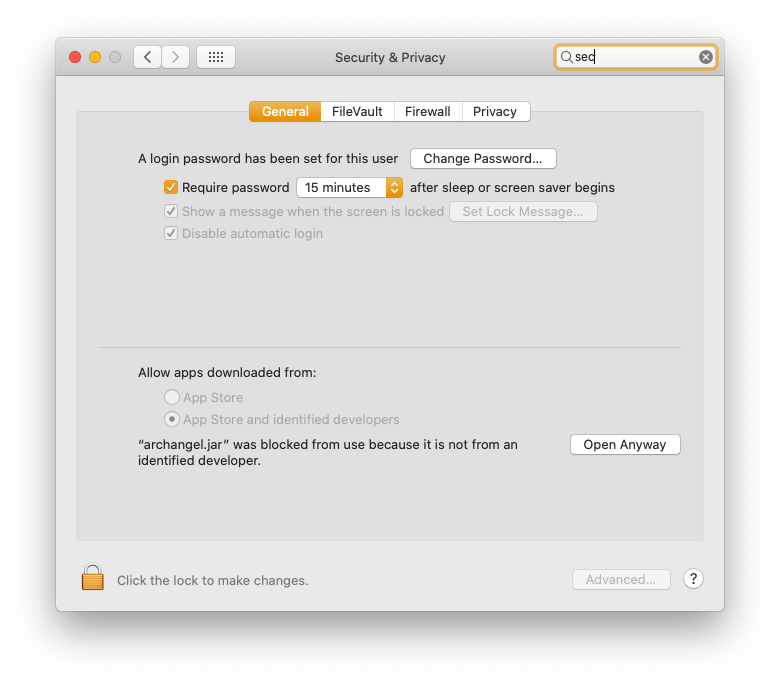 Security & Privacy
sec
General
FileVault
Firewall
Privacy
A login password has been set for this user
Change Password...
Require password
15 minutes
after sleep or screen saver begins
Show a message when the screen is locked
Set Lock Message...
Disable automatic login
Allow apps downloaded from:
App Store
App Store and identified developers
“archangel.jar” was blocked from use because it is not from an
identified developer.
Open Anyway
Click the lock to make changes.
Advanced...
?